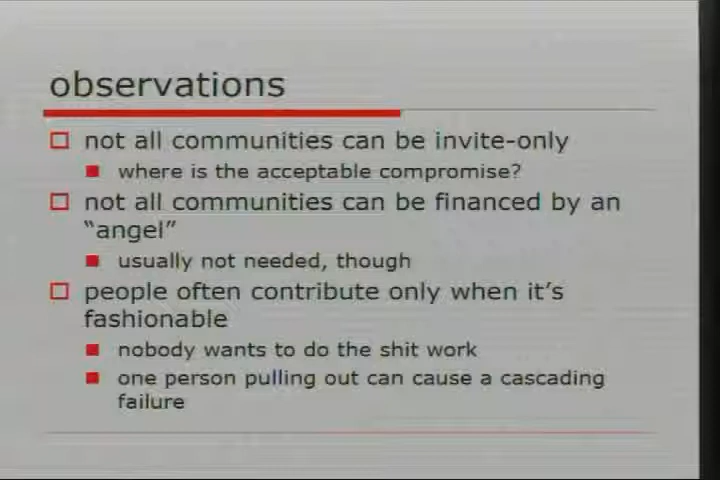 observations
not all communities can be invite-only
where is the acceptable compromise?
not all communities can be financed by an
“angel”
usually not needed, though
people often contribute only when it’s
fashionable
nobody wants to do the shit work
one person pulling out can cause a cascading
failure